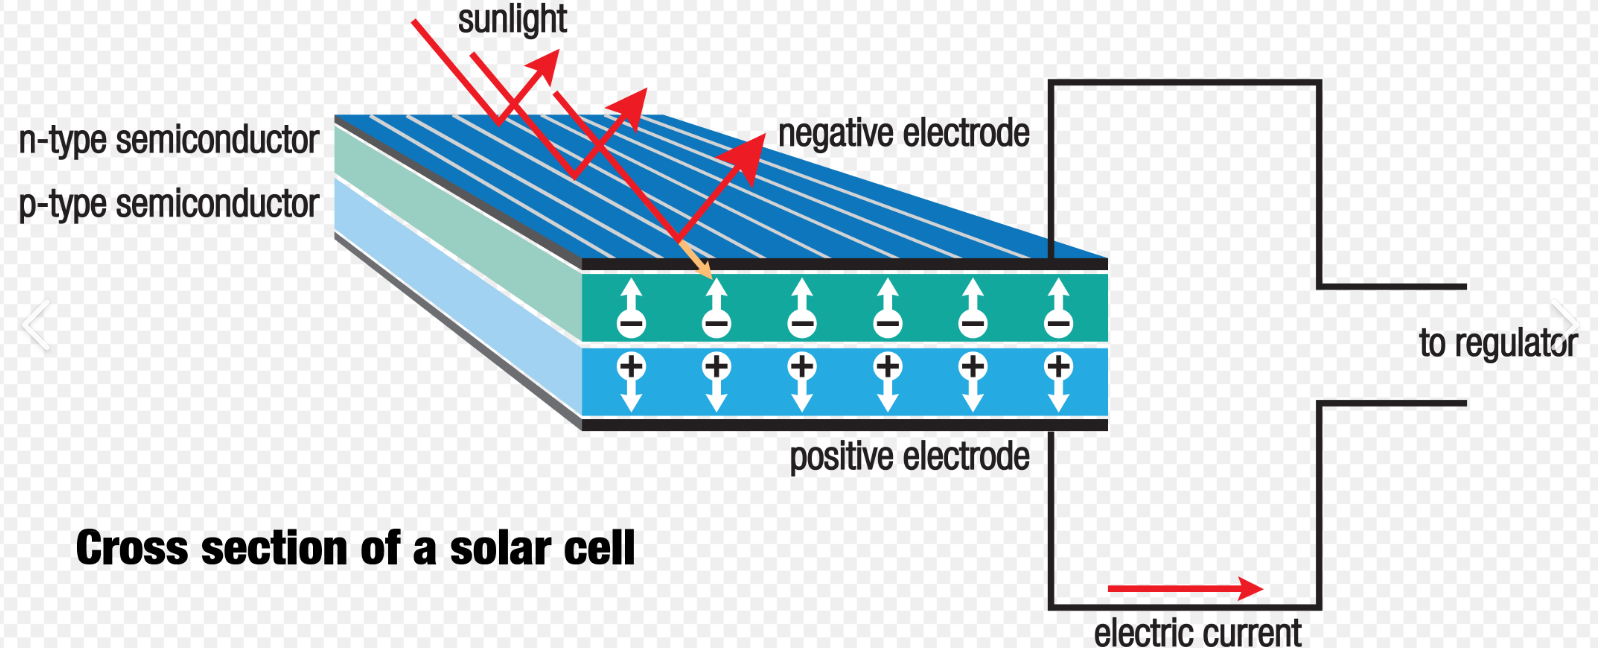 sunlight
n-type semiconductor
negative electrode
p-type semiconductor
to regulator
positive electrode
Cross section of a solar cell
electric current